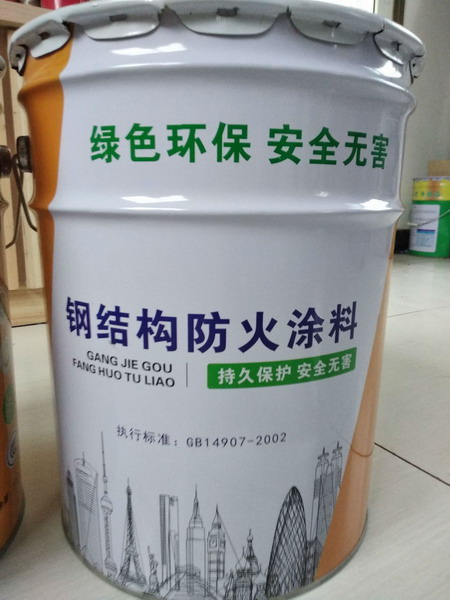 绿色环保 安全无害
钢结构防火涂料
GANG JIE GOU
FANG HUO TU LIAO
持久保护 安全无害
执行标准：GB14907-2002